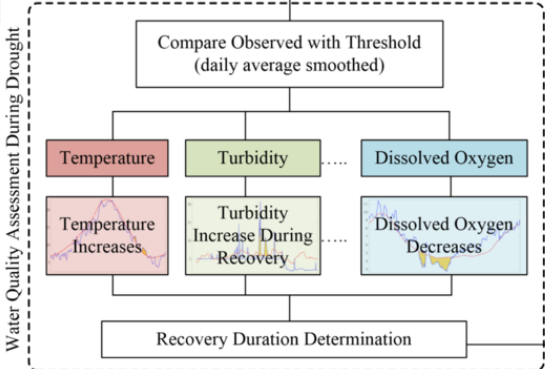 Water Quality Assessment During Drought
Compare Observed with Threshold
(daily average smoothed)
Temperature
Turbidity
.....
Dissolved Oxygen
Temperature
Increases
Turbidity
Increase During
Recovery
.....
Dissolved Oxygen
Decreases
Recovery Duration Determination